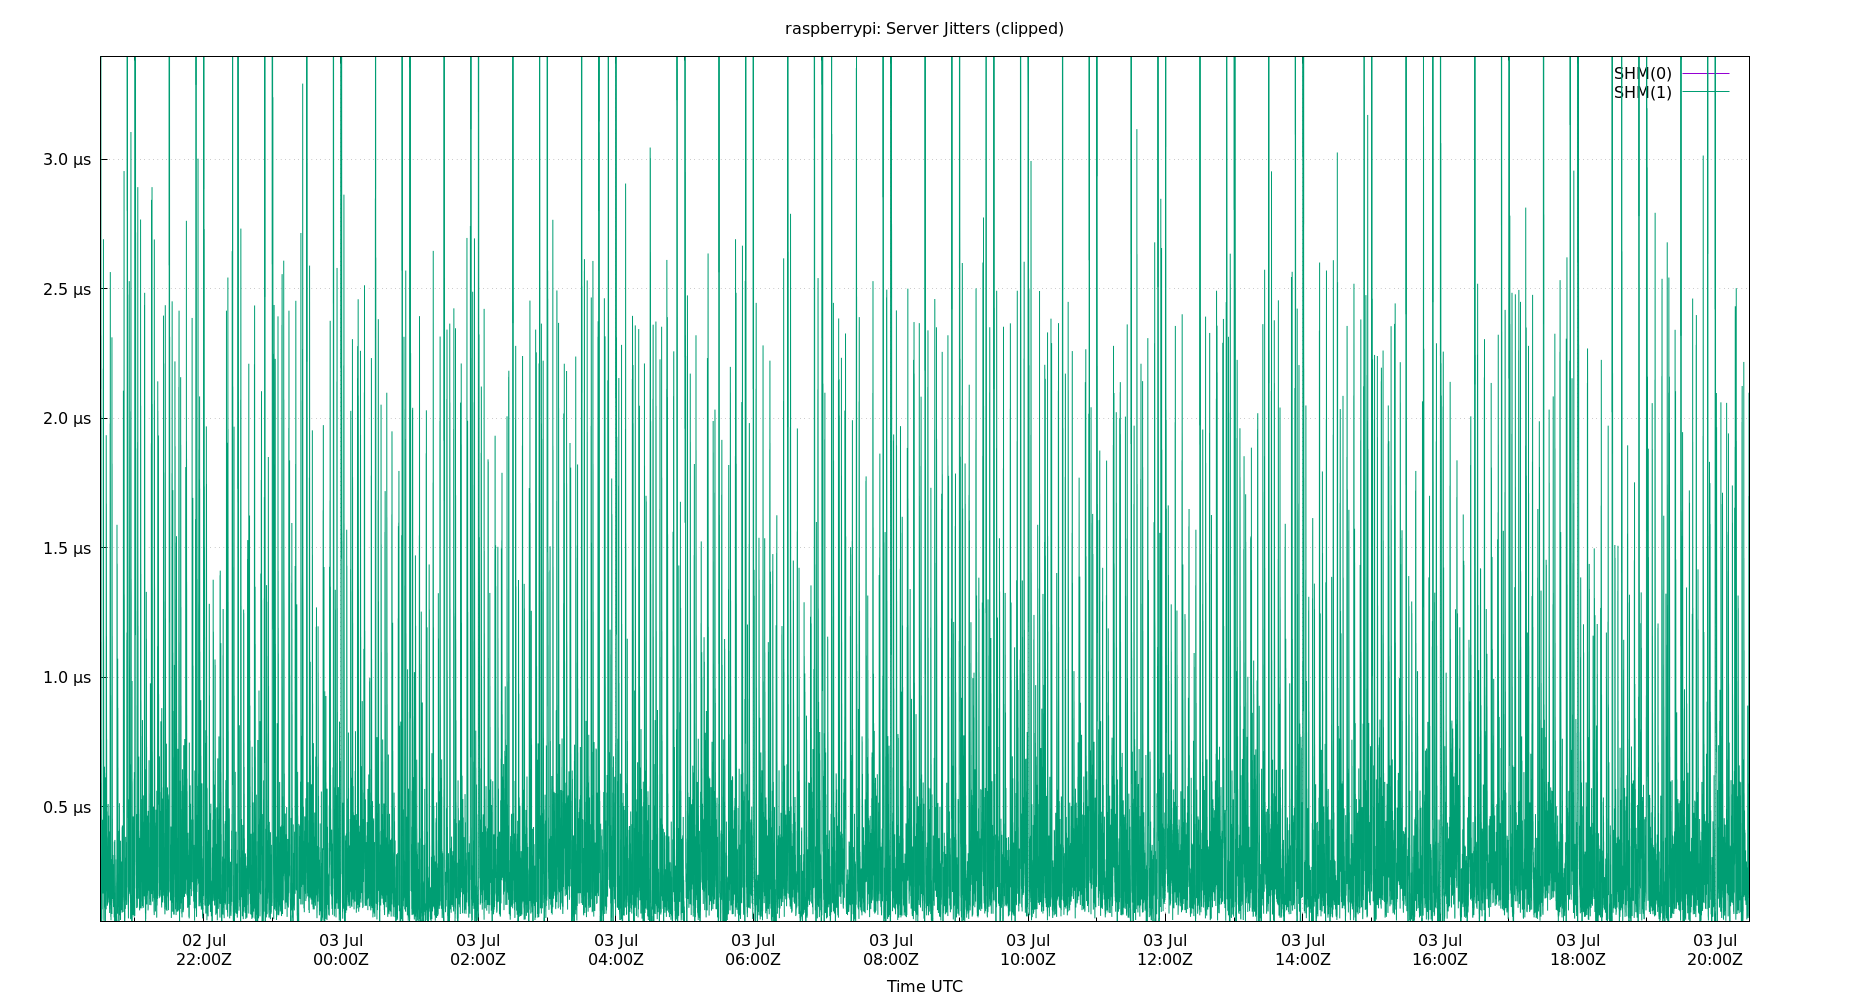 raspberrypi: Server Jitters (clipped)
SHM(0)
SHM(1)
3.0 µs
2.5 µs
2.0 µs
1.5 µs
1.0 µs
0.5 µs
02 Jul 03 Jul 03 Jul 03 Jul 03 Jul 03 Jul 03 Jul 03 Jul 03 Jul 03 Jul 03 Jul 03 Jul
22:00Z 00:00Z 02:00Z 04:00Z 06:00Z 08:00Z 10:00Z 12:00Z 14:00Z 16:00Z 18:00Z 20:00Z
Time UTC